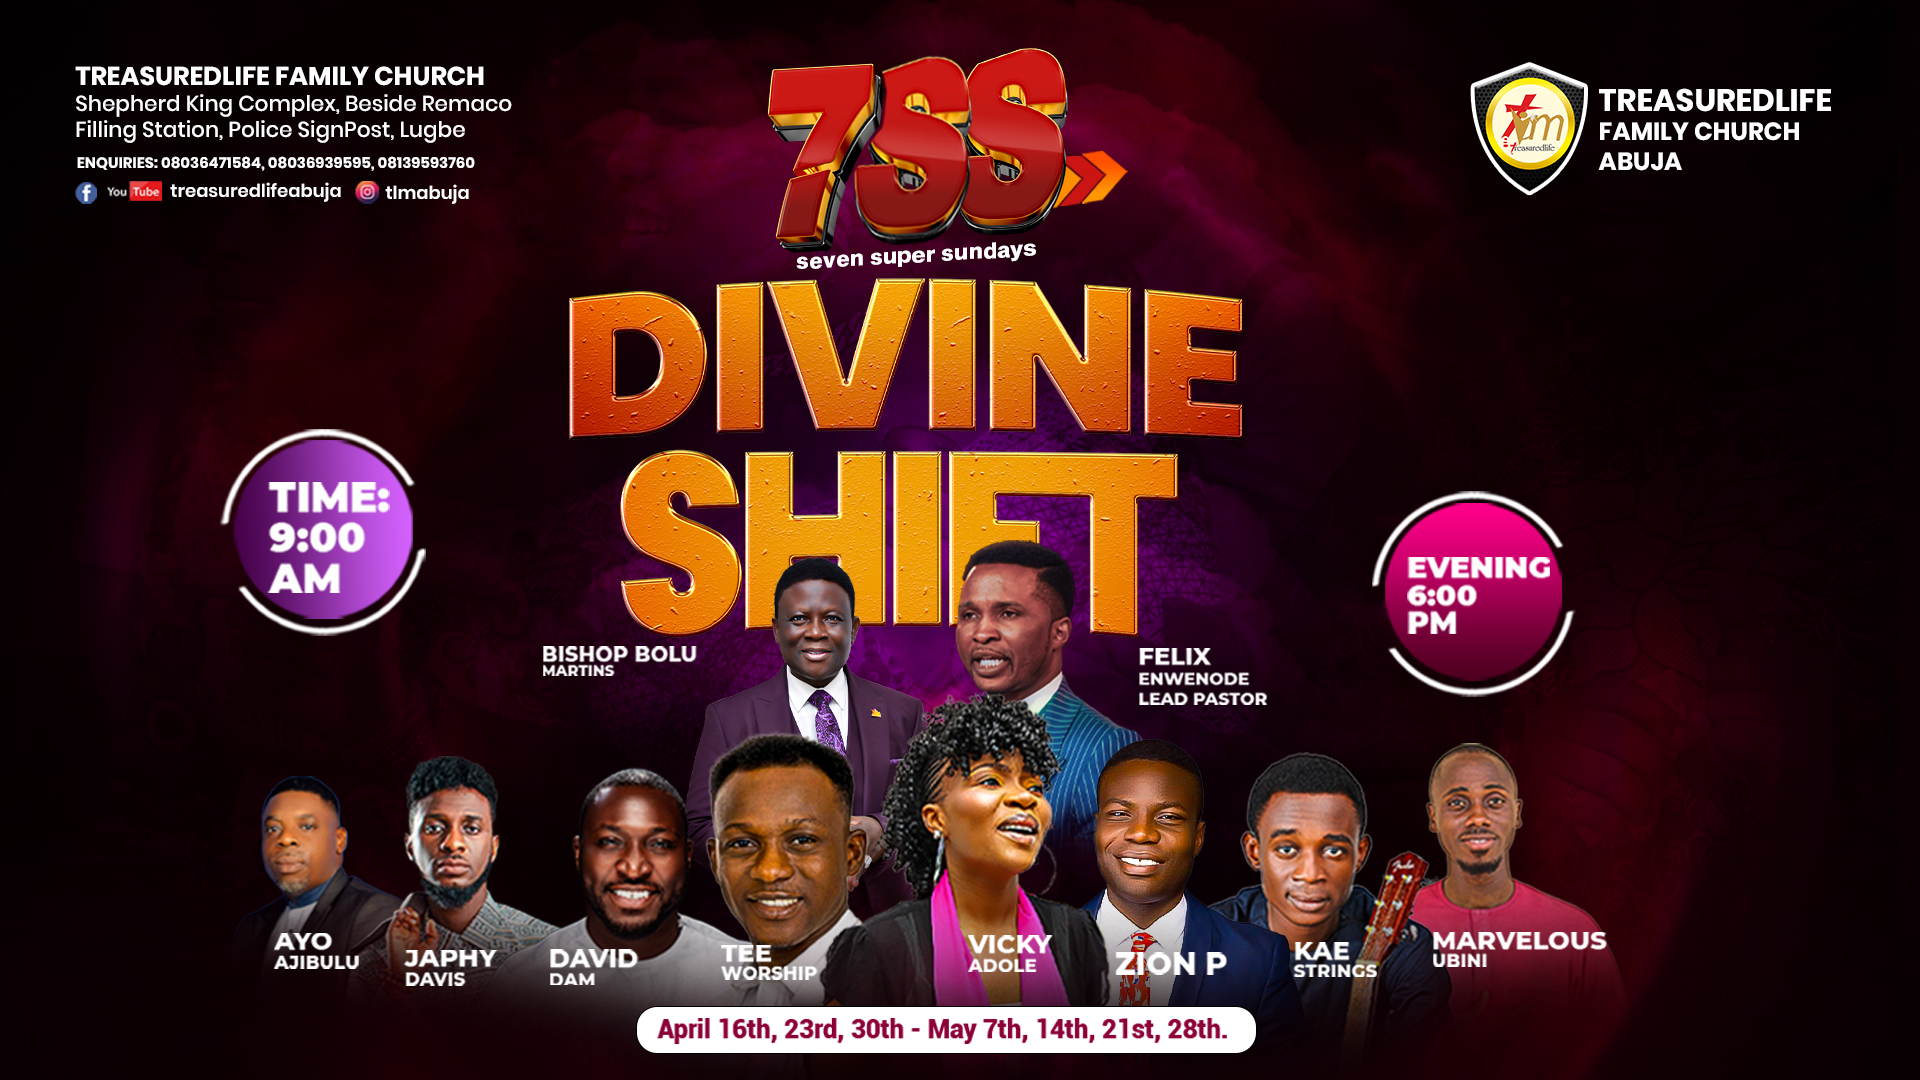 TREASUREDLIFE FAMILY CHURCH
Shepherd King Complex, Beside Remaco
Filling Station, Police SignPost, Lugbe
ENQUIRIES: 08036471584, 08036939595, 08139593760
You Tube treasuredlifeabuja tlmabuja
7SS
seven super sundays
tlm
treasuredlife
TREASUREDLIFE
FAMILY CHURCH
ABUJA
DIVINE
SHIFT
TIME:
9:00
AM
EVENING
6:00
PM
BISHOP BOLU
MARTINS
FELIX
ENWENODE
LEAD PASTOR
AYO
AJIBULU
JAPHY
DAVIS
DAVID
DAM
TEE
WORSHIP
VICKY
ADOLE
ZION P
KAE
STRINGS
MARVELOUS
UBINI
April 16th, 23rd, 30th - May 7th, 14th, 21st, 28th.